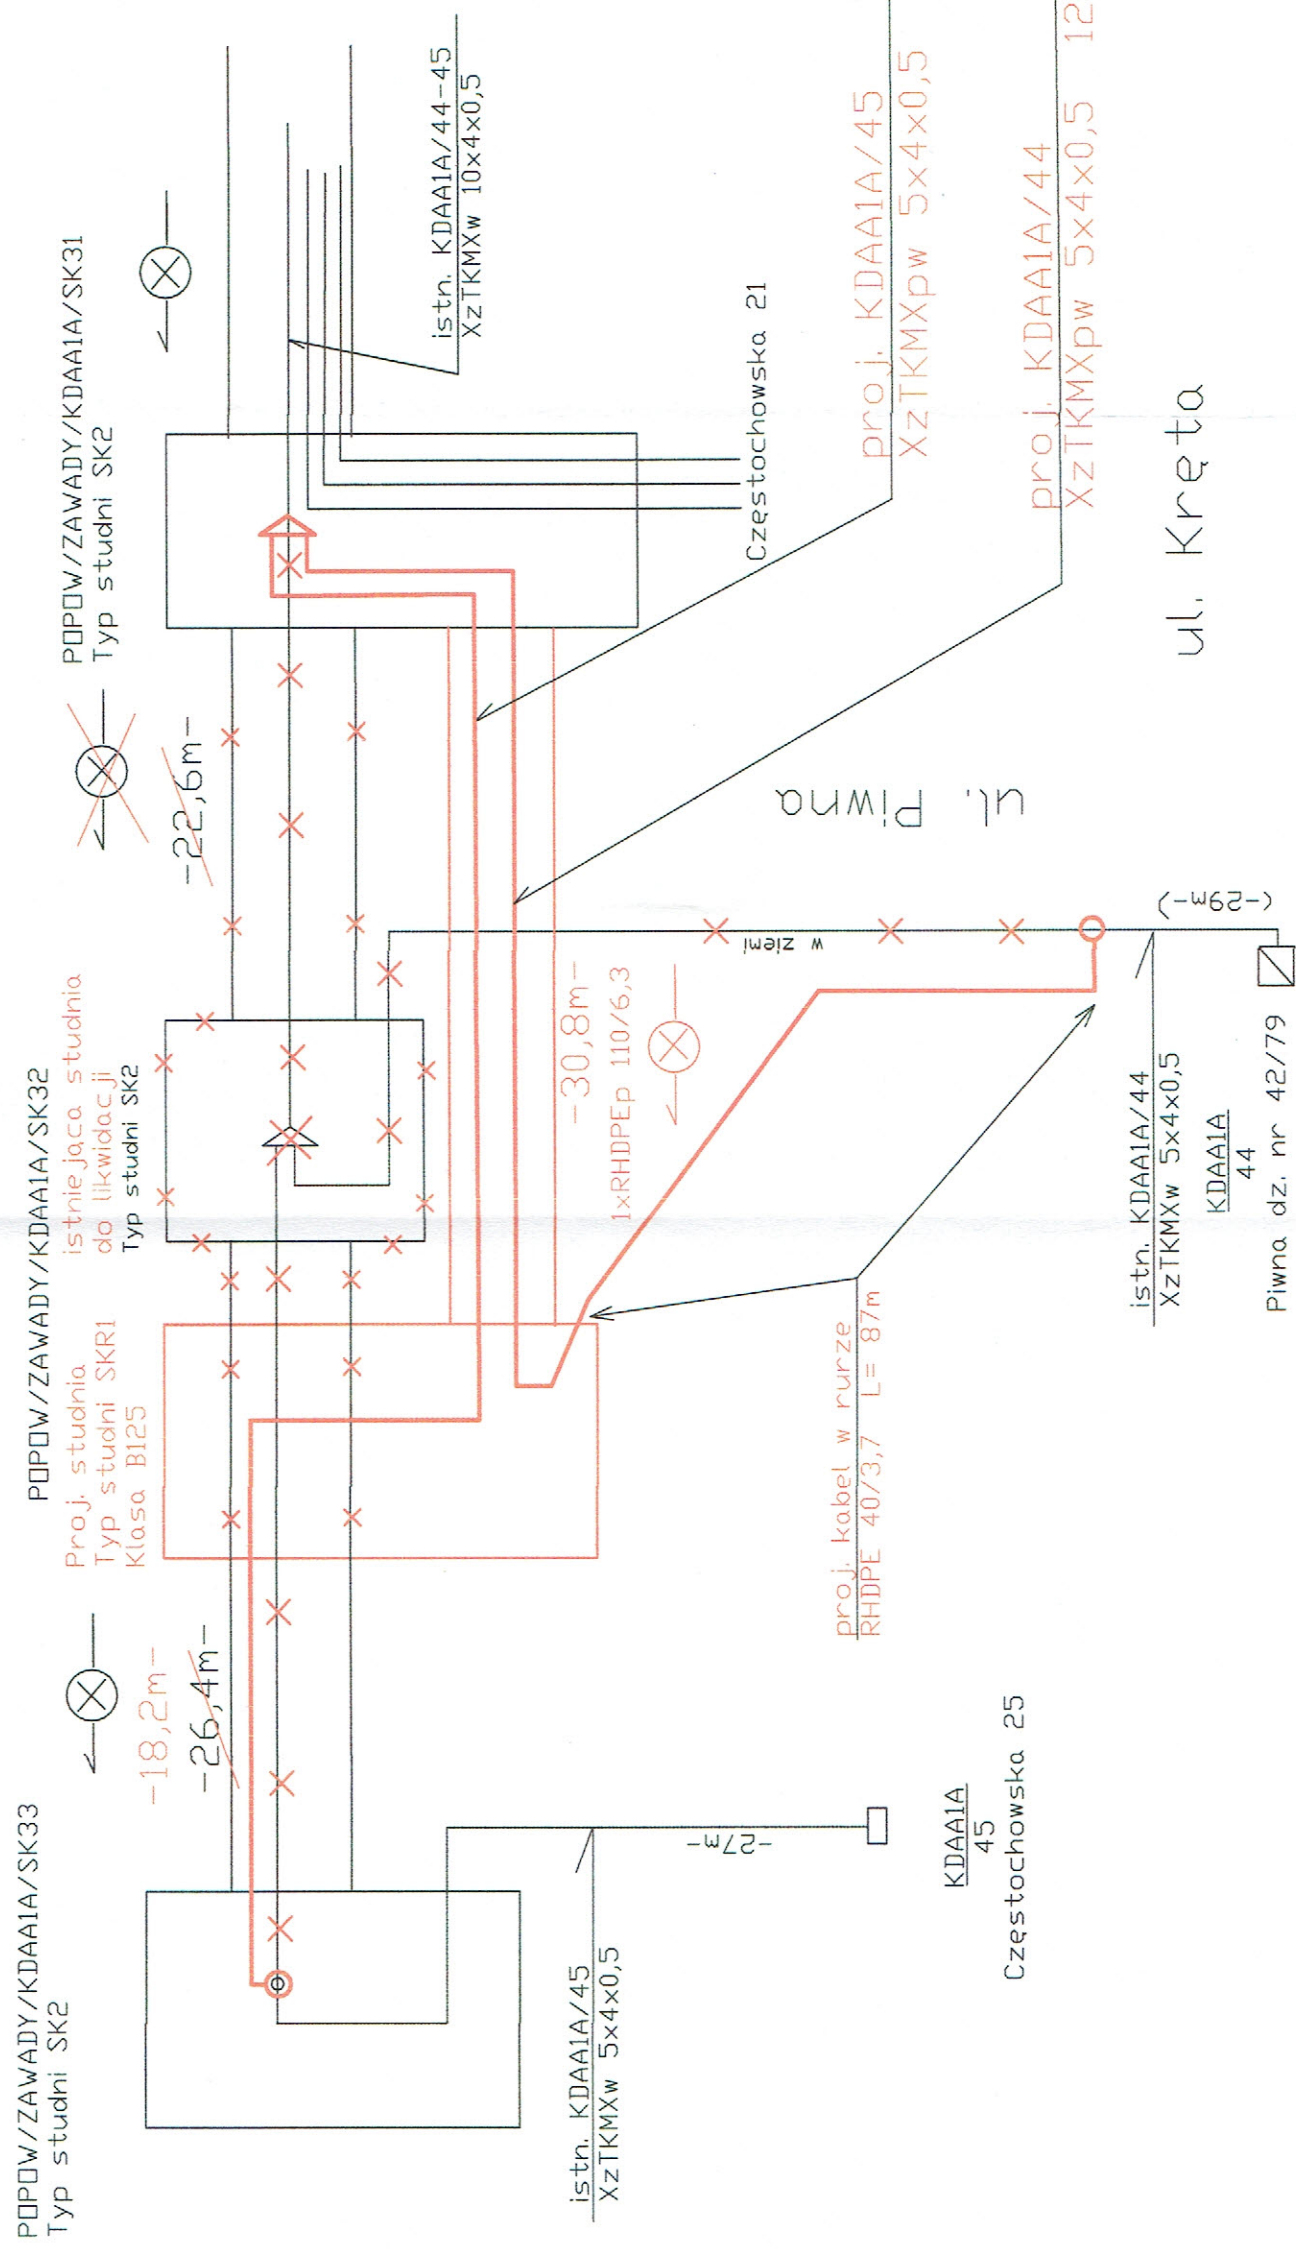 POPOW/ZAWADY/KDAA1A/SK33
Typ studni SK2
-18,2m-
-26,4m-
istn. KDAA1A/45
XzTKMXw 5x4x0,5
-27m-
KDAA1A
45
Częstochowska 25
POPOW/ZAWADY/KDAA1A/SK32
Proj. studnia
Typ studni SKR1
Klasa B125
istniejąca studnia
do likwidacji
Typ studni SK2
proj. kabel w rurze
RHDPE 40/3,7 L= 87m
-30,8m-
1xRHDPEp 110/6,3
w ziemi
istn. KDAA1A/44
XzTKMXw 5x4x0,5
KDAA1A
44
Piwna dz. nr 42/79
(-29m-)
-22,6m-
ul. Piwna
POPOW/ZAWADY/KDAA1A/SK31
Typ studni SK2
istn. KDAA1A/44-45
XzTKMXw 10x4x0,5
Częstochowska 21
proj. KDAA1A/45
XzTKMXpw 5x4x0,5
proj. KDAA1A/44
XzTKMXpw 5x4x0,5 12
ul. Kręta